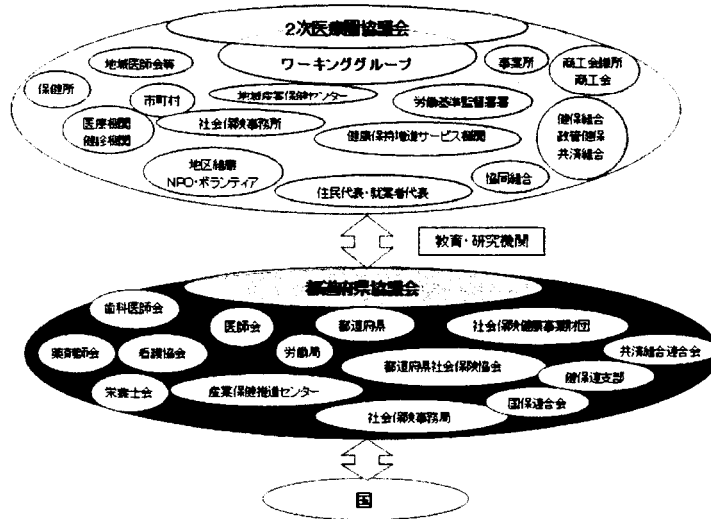 2次医療圏協議会
ワーキンググループ
地域医師会等
事業所
商工会議所
商工会
保健所
市町村
地域産業保健センター
労働基準監督署
医療機関
健診機関
社会保険事務所
健康保持増進サービス機関
健保組合
政管健保
共済組合
地区組織
NPO・ボランティア
住民代表・就業者代表
協同組合
教育・研究機関
都道府県協議会
歯科医師会
医師会
都道府県
社会保険健康事業財団
薬剤師会
看護協会
労働局
都道府県社会保険協会
共済組合連合会
健保連支部
栄養士会
産業保健推進センター
国保連合会
社会保険事務局
国